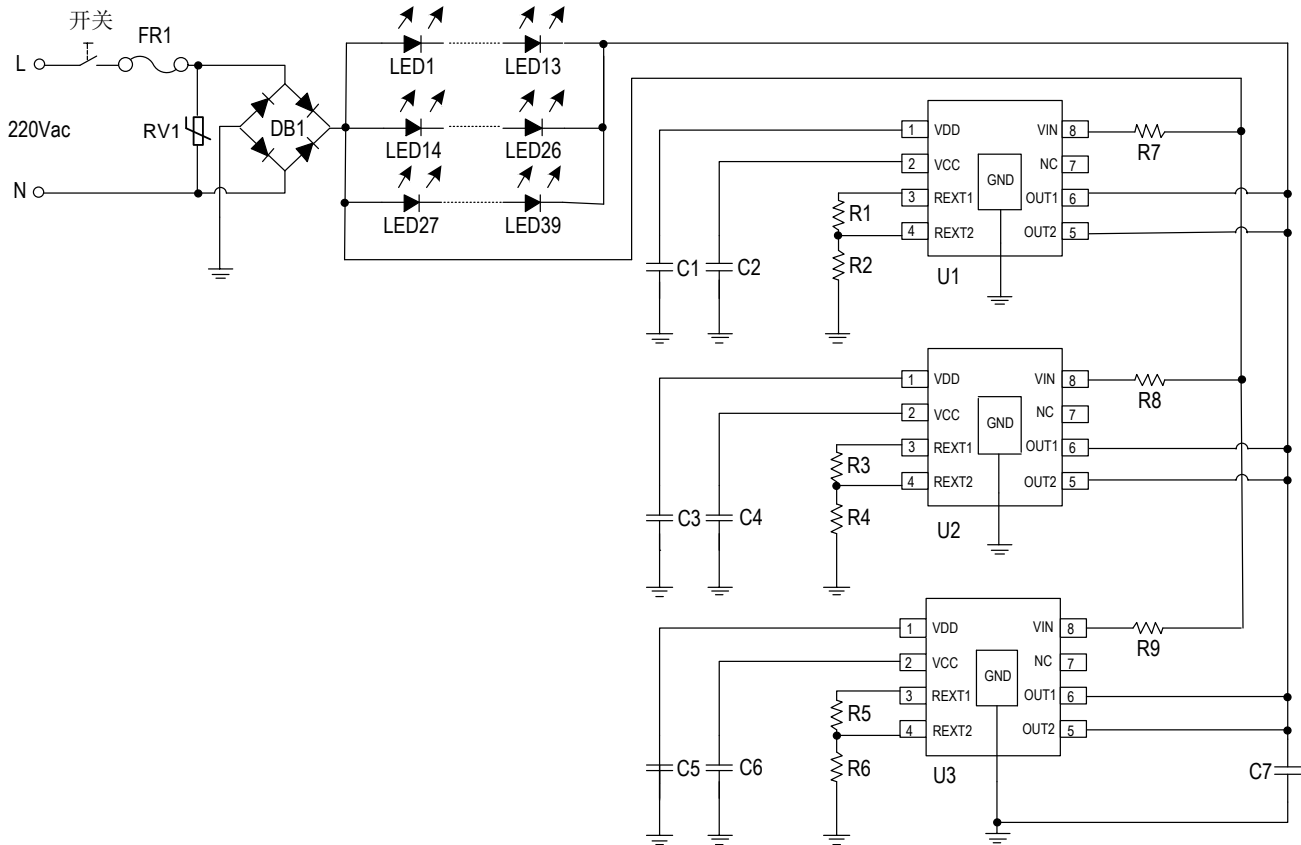 开关
FR1
L
220Vac
RV1
DB1
N
LED1
LED13
LED14
LED26
LED27
LED39
1 VDD
2 VCC
3 REXT1
4 REXT2
GND
VIN 8
NC 7
OUT1 6
OUT2 5
R7
R1
R2
C1
C2
U1
1 VDD
2 VCC
3 REXT1
4 REXT2
GND
VIN 8
NC 7
OUT1 6
OUT2 5
R8
R3
R4
C3
C4
U2
1 VDD
2 VCC
3 REXT1
4 REXT2
GND
VIN 8
NC 7
OUT1 6
OUT2 5
R9
R5
R6
C5
C6
U3
C7